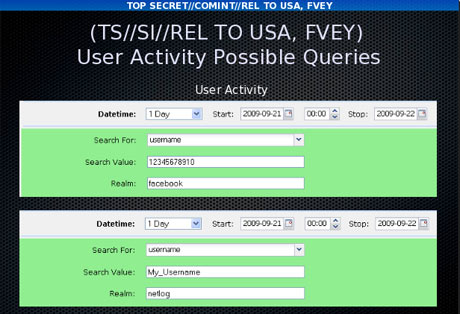 TOP SECRET//COMINT//REL TO USA, FVEY
(TS//SI//REL TO USA, FVEY)
User Activity Possible Queries
User Activity
Datetime: 1 Day Start: 2009-09-21 00:00 Stop: 2009-09-22
Search For: username
Search Value: 12345678910
Realm: facebook
Datetime: 1 Day Start: 2009-09-21 00:00 Stop: 2009-09-22
Search For: username
Search Value: My_Username
Realm: netlog